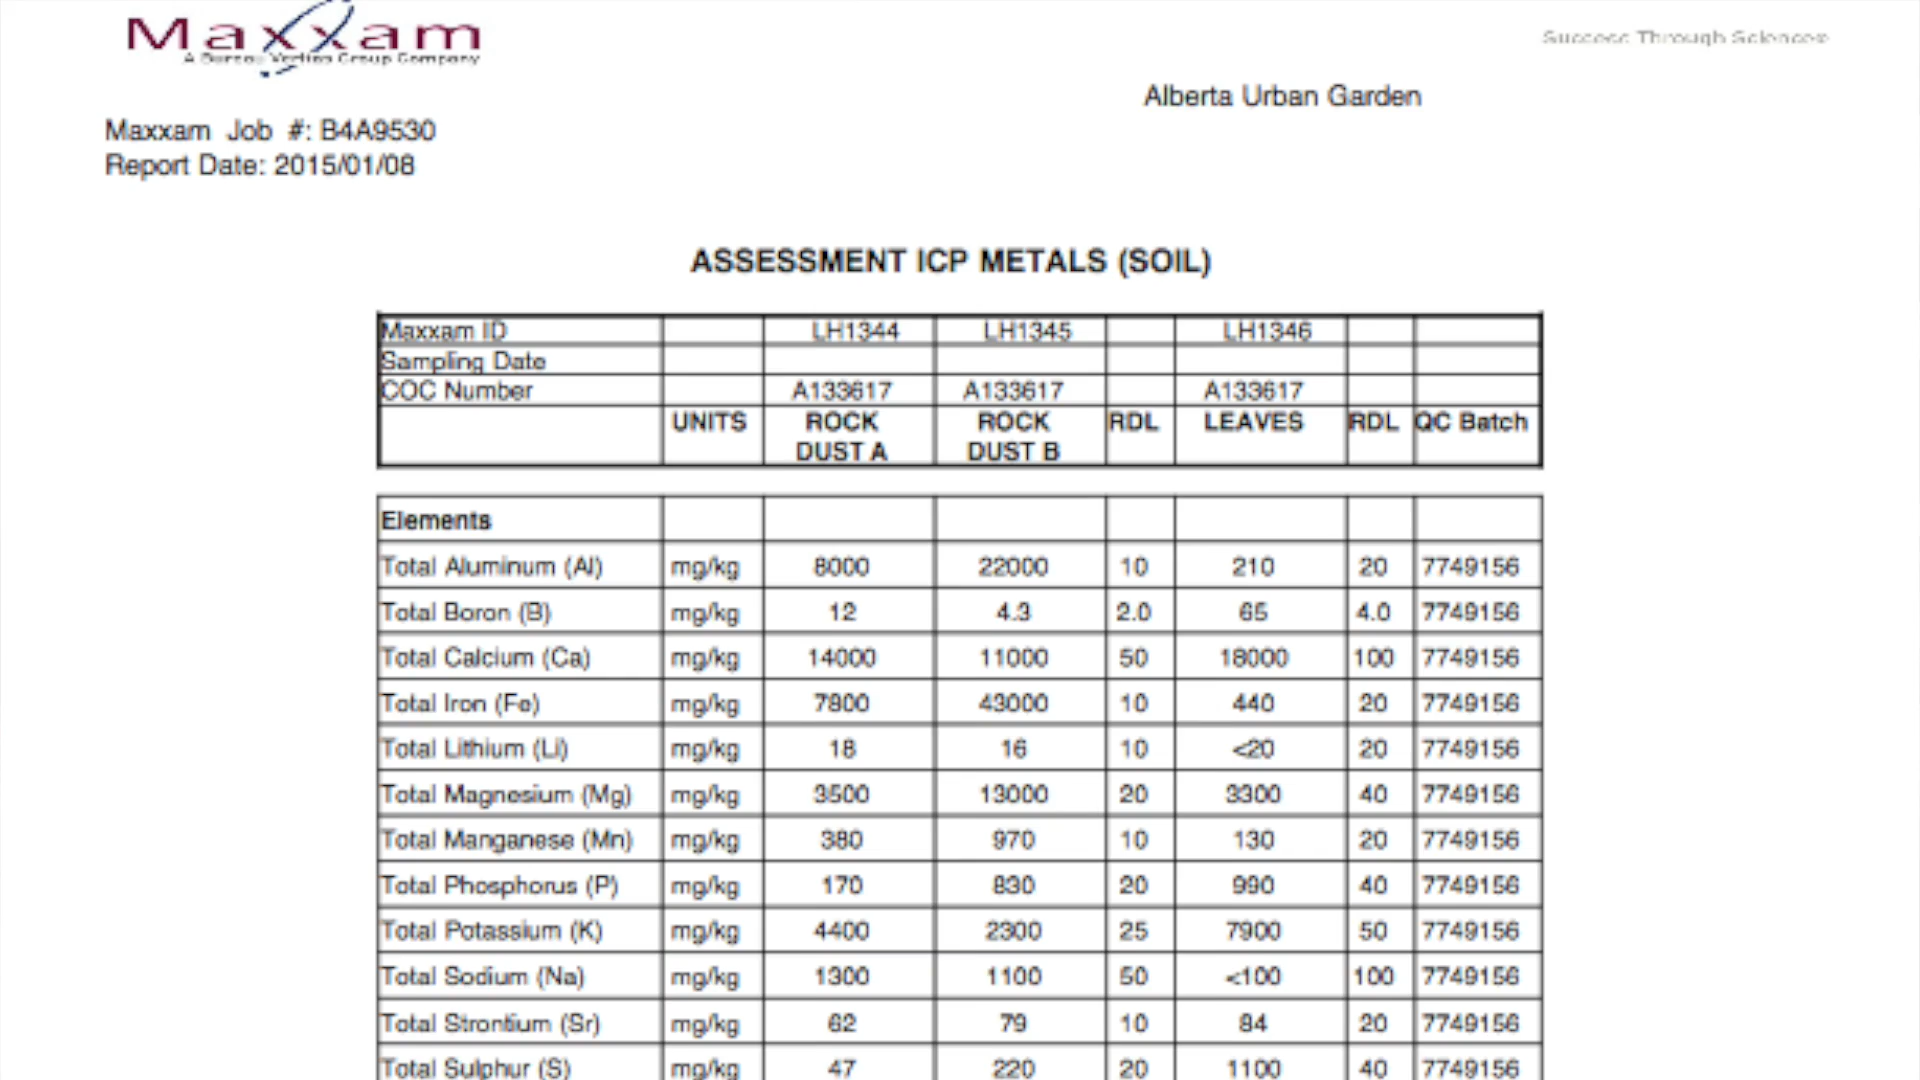 Maxxam
A Bureau Veritas Group Company
Success Through Science®
Alberta Urban Garden
Maxxam Job #: B4A9530
Report Date: 2015/01/08
ASSESSMENT ICP METALS (SOIL)
Maxxam ID LH1344 LH1345 LH1346
Sampling Date
COC Number A133617 A133617 A133617
UNITS ROCK DUST A ROCK DUST B RDL LEAVES RDL QC Batch
Elements
Total Aluminum (Al) mg/kg 8000 22000 10 210 20 7749156
Total Boron (B) mg/kg 12 4.3 2.0 65 4.0 7749156
Total Calcium (Ca) mg/kg 14000 11000 50 18000 100 7749156
Total Iron (Fe) mg/kg 7800 43000 10 440 20 7749156
Total Lithium (Li) mg/kg 18 16 10 <20 20 7749156
Total Magnesium (Mg) mg/kg 3500 13000 20 3300 40 7749156
Total Manganese (Mn) mg/kg 380 970 10 130 20 7749156
Total Phosphorus (P) mg/kg 170 830 20 990 40 7749156
Total Potassium (K) mg/kg 4400 2300 25 7900 50 7749156
Total Sodium (Na) mg/kg 1300 1100 50 <100 100 7749156
Total Strontium (Sr) mg/kg 62 79 10 84 20 7749156
Total Sulphur (S) mg/kg 47 220 20 1100 40 7749156